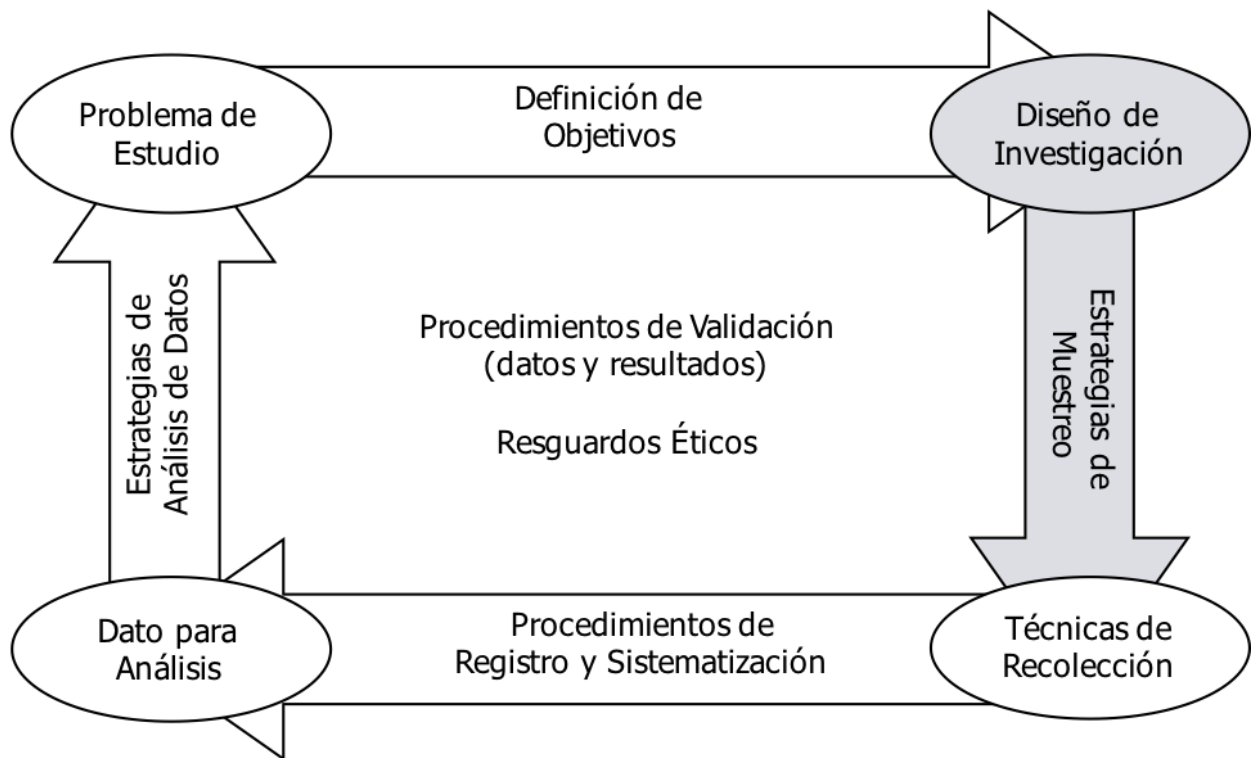 Problema de
Estudio
Definición de
Objetivos
Diseño de
Investigación
Estrategias de
Muestreo
Procedimientos de Validación
(datos y resultados)
Resguardos Éticos
Estrategias de
Análisis de Datos
Dato para
Análisis
Procedimientos de
Registro y Sistematización
Técnicas de
Recolección